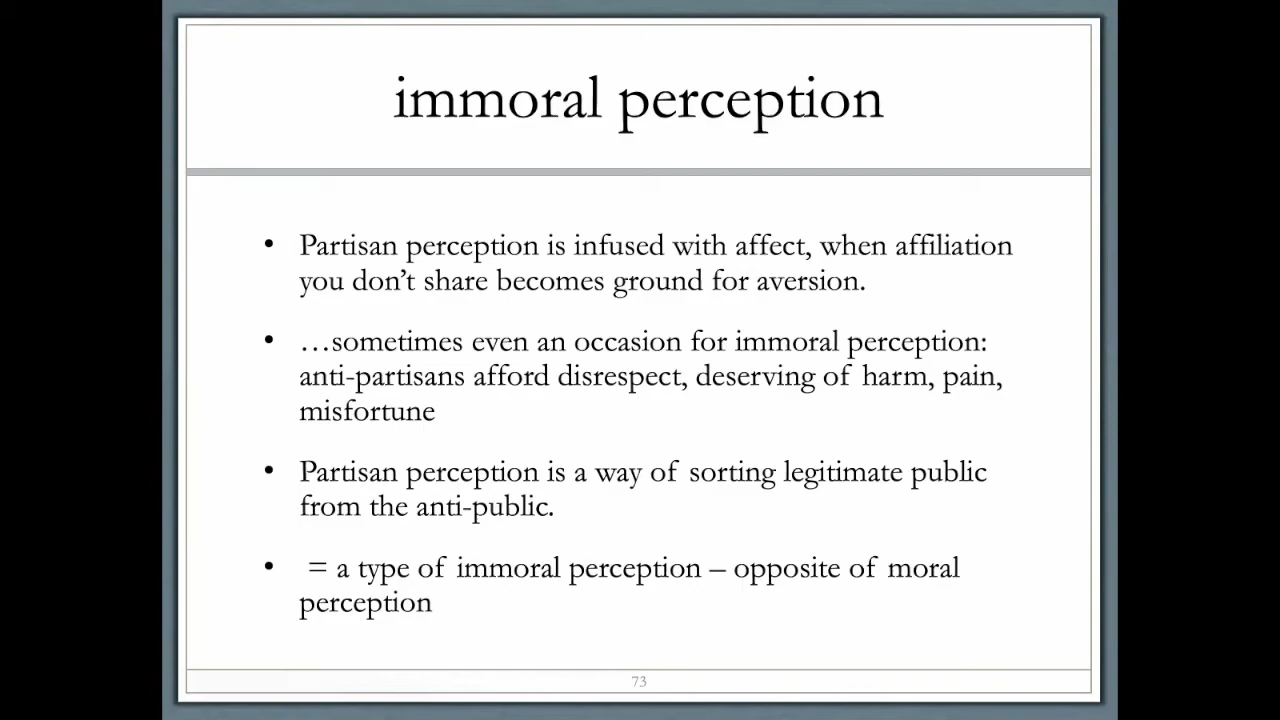 immoral perception
• Partisan perception is infused with affect, when affiliation
you don’t share becomes ground for aversion.
• …sometimes even an occasion for immoral perception:
anti-partisans afford disrespect, deserving of harm, pain,
misfortune
• Partisan perception is a way of sorting legitimate public
from the anti-public.
• = a type of immoral perception – opposite of moral
perception
73